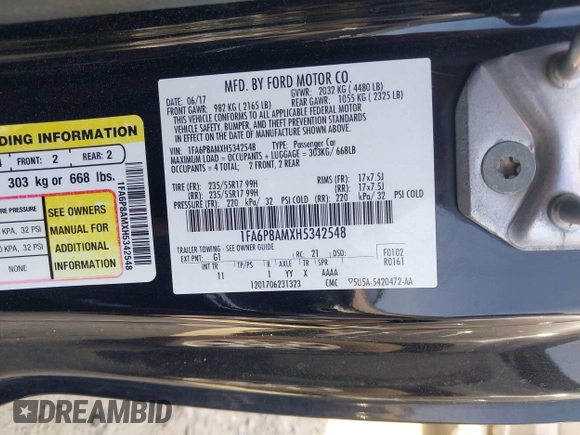 MFD. BY FORD MOTOR CO.
DATE: 06/17 GVWR: 2032 KG ( 4480 LB)
FRONT GAWR: 982 KG ( 2165 LB) REAR GAWR: 1055 KG ( 2325 LB)
THIS VEHICLE CONFORMS TO ALL APPLICABLE FEDERAL MOTOR
VEHICLE SAFETY, BUMPER, AND THEFT PREVENTION STANDARDS
IN EFFECT ON THE DATE OF MANUFACTURE SHOWN ABOVE.
VIN: 1FA6P8AMXH5342548 TYPE: Passenger Car
MAXIMUM LOAD = OCCUPANTS + LUGGAGE = 303KG/ 668LB
OCCUPANTS = 4 TOTAL; 2 FRONT, 2 REAR
TIRE (FR): 235/55R17 99H RIMS (FR): 17x7.5J
(RR): 235/55R17 99H (RR): 17x7.5J
PRESSURE (FR): 220 kPa/ 32 PSI COLD (RR): 220 kPa/ 32 PSI COLD
1FA6P8AMXH5342548
TRAILER TOWING - SEE OWNER GUIDE
EXT PNT: G1 RC: 21 DSO: F0102
R0161
INT TR TP/PS R AXLE TR SPR
11 1 YY X AAAA
1201706231323 CMC 5U5A-5420472-AA
DING INFORMATION
FRONT: 2 REAR: 2
303 kg or 668 lbs.
SEE OWNERS
MANUAL FOR
ADDITIONAL
INFORMATION
PA, 32 PSI
0 KPA, 32 PSI
NONE
1FA6P8AMXH5342548
DREAMBID